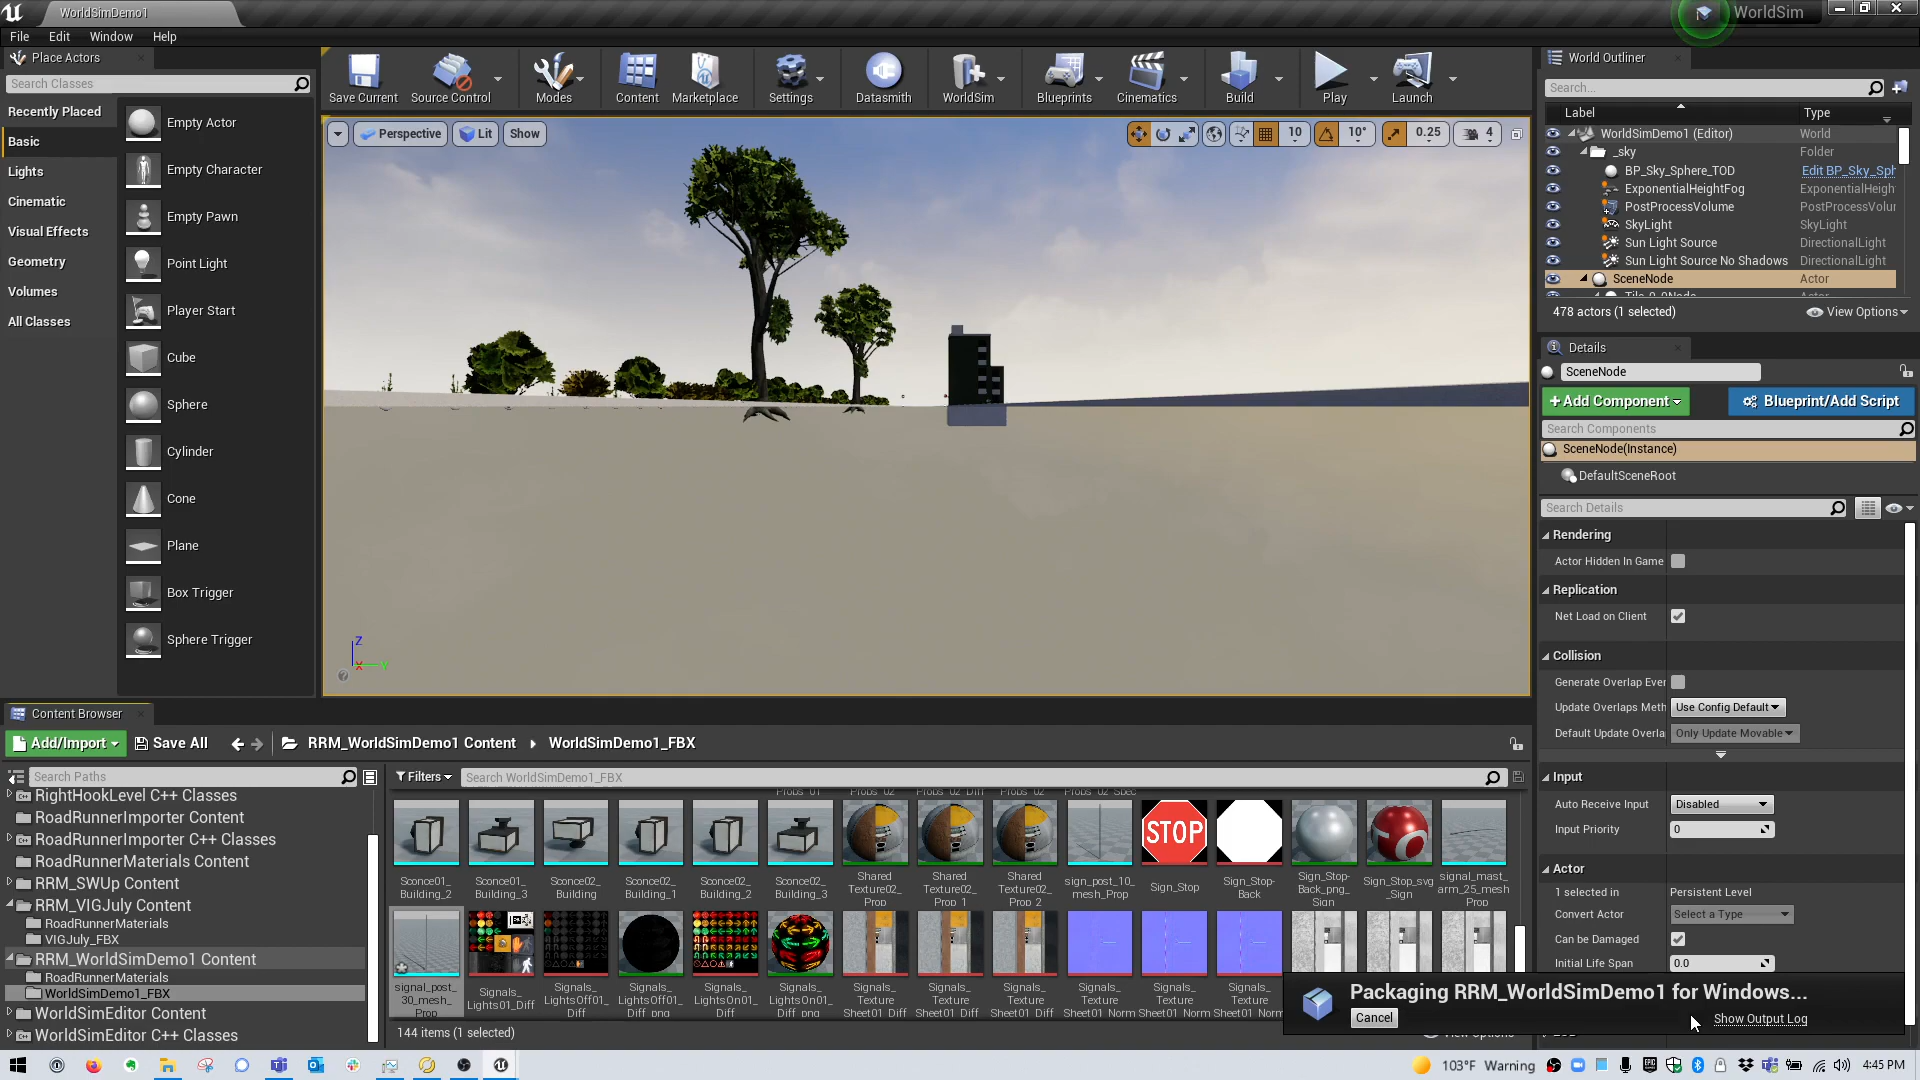 WorldSimDemo1
WorldSim
File Edit Window Help
Place Actors
Search Classes
Recently Placed
Basic
Lights
Cinematic
Visual Effects
Geometry
Volumes
All Classes
Empty Actor
Empty Character
Empty Pawn
Point Light
Player Start
Cube
Sphere
Cylinder
Cone
Plane
Box Trigger
Sphere Trigger
Save Current
Source Control
Modes
Content
Marketplace
Settings
Datasmith
WorldSim
Blueprints
Cinematics
Build
Play
Launch
Perspective Lit Show
10 10° 0.25 4
Z
X Y
World Outliner
Search...
Label Type
WorldSimDemo1 (Editor) World
_sky Folder
BP_Sky_Sphere_TOD Edit BP_Sky_Sph
ExponentialHeightFog ExponentialHeigh
PostProcessVolume PostProcessVolur
SkyLight SkyLight
Sun Light Source DirectionalLight
Sun Light Source No Shadows DirectionalLight
SceneNode Actor
478 actors (1 selected) View Options
Details
SceneNode
+Add Component Blueprint/Add Script
Search Components
SceneNode(Instance)
DefaultSceneRoot
Search Details
Rendering
Actor Hidden In Game
Replication
Net Load on Client
Collision
Generate Overlap Ever
Update Overlaps Meth Use Config Default
Default Update Overla Only Update Movable
Input
Auto Receive Input Disabled
Input Priority 0
Actor
1 selected in Persistent Level
Convert Actor Select a Type
Can be Damaged
Initial Life Span 0.0
Content Browser
Add/Import Save All RRM_WorldSimDemo1 Content WorldSimDemo1_FBX
Search Paths
Filters Search WorldSimDemo1_FBX
RightHookLevel C++ Classes
RoadRunnerImporter Content
RoadRunnerImporter C++ Classes
RoadRunnerMaterials Content
RRM_SWUp Content
RRM_VIGJuly Content
RoadRunnerMaterials
VIGJuly_FBX
RRM_WorldSimDemo1 Content
RoadRunnerMaterials
WorldSimDemo1_FBX
WorldSimEditor Content
WorldSimEditor C++ Classes
STOP
Sconce01_
Building_2
Sconce01_
Building_3
Sconce02_
Building
Sconce02_
Building_1
Sconce02_
Building_2
Sconce02_
Building_3
Shared
Texture02_
Prop
Shared
Texture02_
Prop_1
Shared
Texture02_
Prop_2
sign_post_10_
mesh_Prop
Sign_Stop
Sign_Stop-
Back
Sign_Stop-
Back_png_
Sign
Sign_Stop_svg
_Sign
signal_mast_
arm_25_mesh
Prop
signal_post_
30_mesh_
Prop
Signals_
Lights01_Diff
Signals_
LightsOff01_
Diff
Signals_
LightsOff01_
Diff_png
Signals_
LightsOn01_
Diff
Signals_
LightsOn01_
Diff_png
Signals_
Texture
Sheet01_Diff
Signals_
Texture
Sheet01_Diff
Signals_
Texture
Sheet01_Diff
Signals_
Texture
Sheet01_Norm
Signals_
Texture
Sheet01_Norm
Signals_
Texture
Sheet01_Norm
144 items (1 selected)
Packaging RRM_WorldSimDemo1 for Windows...
Cancel Show Output Log
103°F Warning
4:45 PM